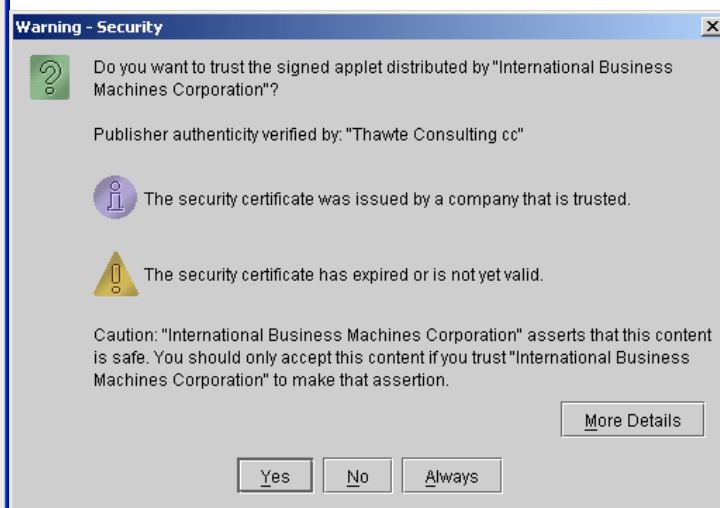 Warning - Security
Do you want to trust the signed applet distributed by "International Business
Machines Corporation"?
Publisher authenticity verified by: "Thawte Consulting cc"
The security certificate was issued by a company that is trusted.
The security certificate has expired or is not yet valid.
Caution: "International Business Machines Corporation" asserts that this content
is safe. You should only accept this content if you trust "International Business
Machines Corporation" to make that assertion.
More Details
Yes No Always